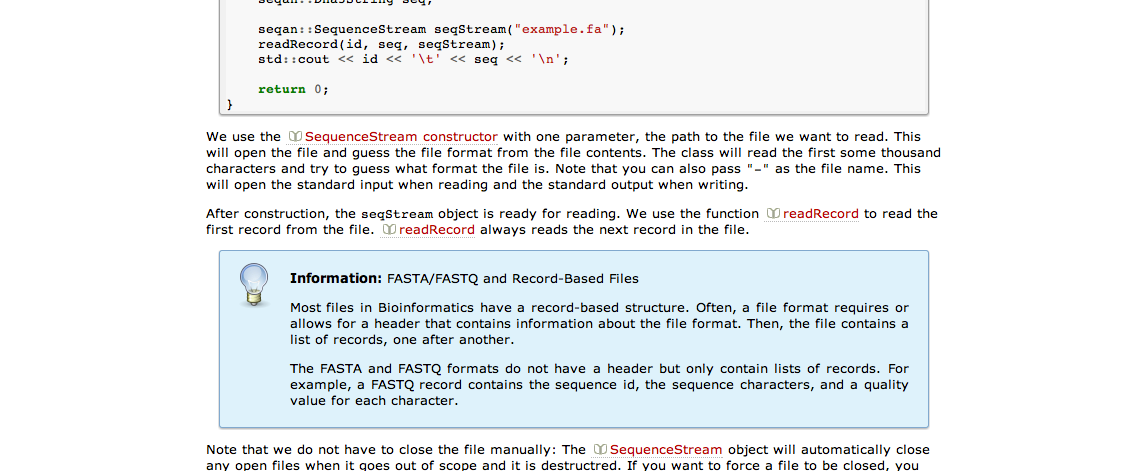 seqan::DnaString seq;
seqan::SequenceStream seqStream("example.fa");
readRecord(id, seq, seqStream);
std::cout << id << '\t' << seq << '\n';
return 0;
}
We use the SequenceStream constructor with one parameter, the path to the file we want to read. This
will open the file and guess the file format from the file contents. The class will read the first some thousand
characters and try to guess what format the file is. Note that you can also pass "-" as the file name. This
will open the standard input when reading and the standard output when writing.
After construction, the seqStream object is ready for reading. We use the function readRecord to read the
first record from the file. readRecord always reads the next record in the file.
Information: FASTA/FASTQ and Record-Based Files
Most files in Bioinformatics have a record-based structure. Often, a file format requires or
allows for a header that contains information about the file format. Then, the file contains a
list of records, one after another.
The FASTA and FASTQ formats do not have a header but only contain lists of records. For
example, a FASTQ record contains the sequence id, the sequence characters, and a quality
value for each character.
Note that we do not have to close the file manually: The SequenceStream object will automatically close
any open files when it goes out of scope and it is destructred. If you want to force a file to be closed, you